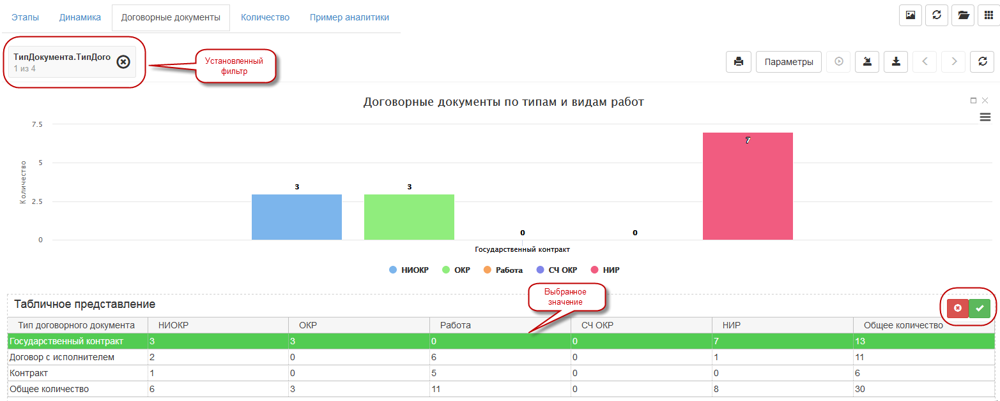 Этапы Динамика Договорные документы Количество Пример аналитики
ТипДокумента.ТипДого
1 из 4
Установленный
фильтр
Параметры
Договорные документы по типам и видам работ
Количество
7.5
5
2.5
0
3 3 0 0 7
Государственный контракт
НИОКР ОКР Работа СЧ ОКР НИР
Выбранное
значение
Табличное представление
Тип договорного документа НИОКР ОКР Работа СЧ ОКР НИР Общее количество
Государственный контракт 3 3 0 0 7 13
Договор с исполнителем 2 0 6 0 1 11
Контракт 1 0 5 0 0 6
Общее количество 6 3 11 0 8 30